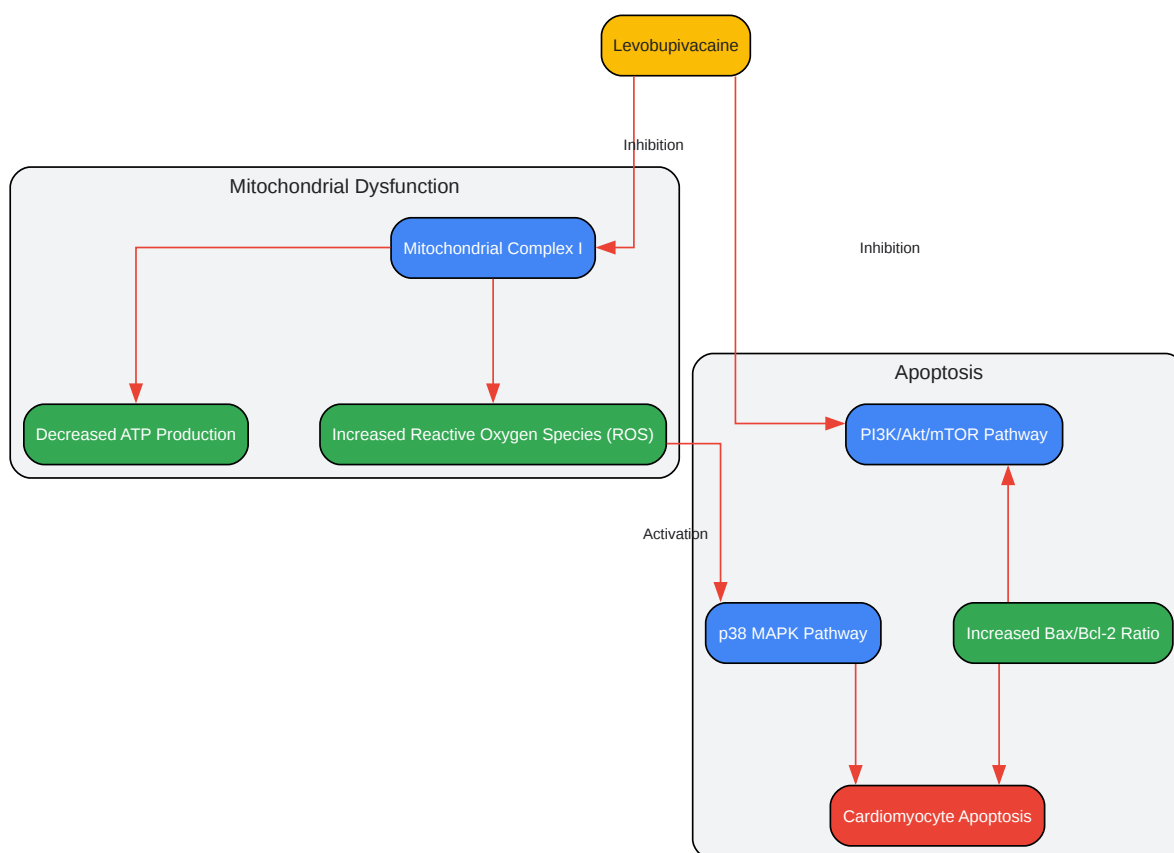 Levobupivacaine
Inhibition
Mitochondrial Dysfunction
Mitochondrial Complex I
Inhibition
Apoptosis
Decreased ATP Production
Increased Reactive Oxygen Species (ROS)
PI3K/Akt/mTOR Pathway
Activation
p38 MAPK Pathway
Increased Bax/Bcl-2 Ratio
Cardiomyocyte Apoptosis